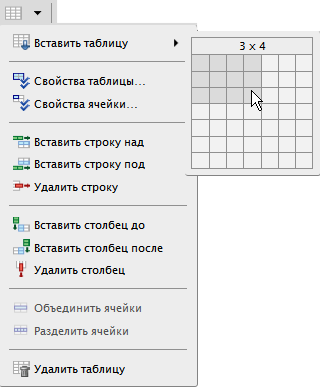 Вставить таблицу
3 x 4
Свойства таблицы...
Свойства ячейки...
Вставить строку над
Вставить строку под
Удалить строку
Вставить столбец до
Вставить столбец после
Удалить столбец
Объединить ячейки
Разделить ячейки
Удалить таблицу